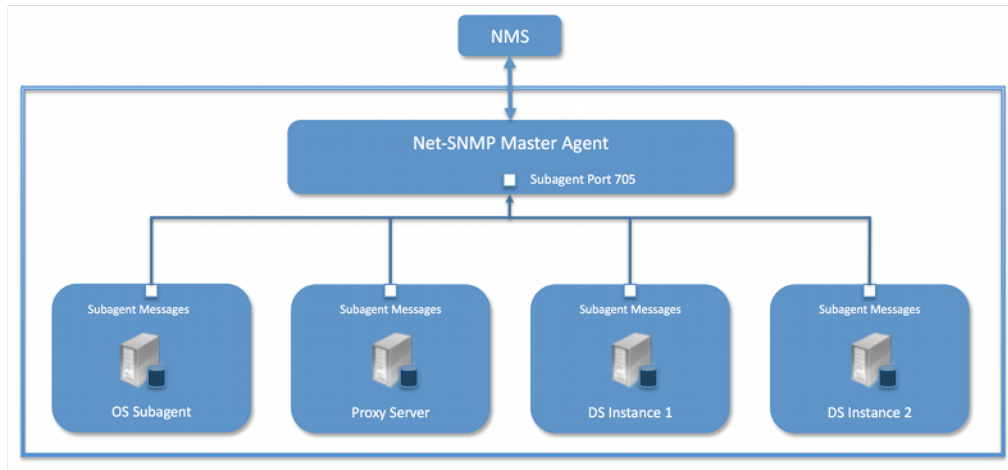 NMS
Net-SNMP Master Agent
Subagent Port 705
Subagent Messages
Subagent Messages
Subagent Messages
Subagent Messages
OS Subagent
Proxy Server
DS Instance 1
DS Instance 2